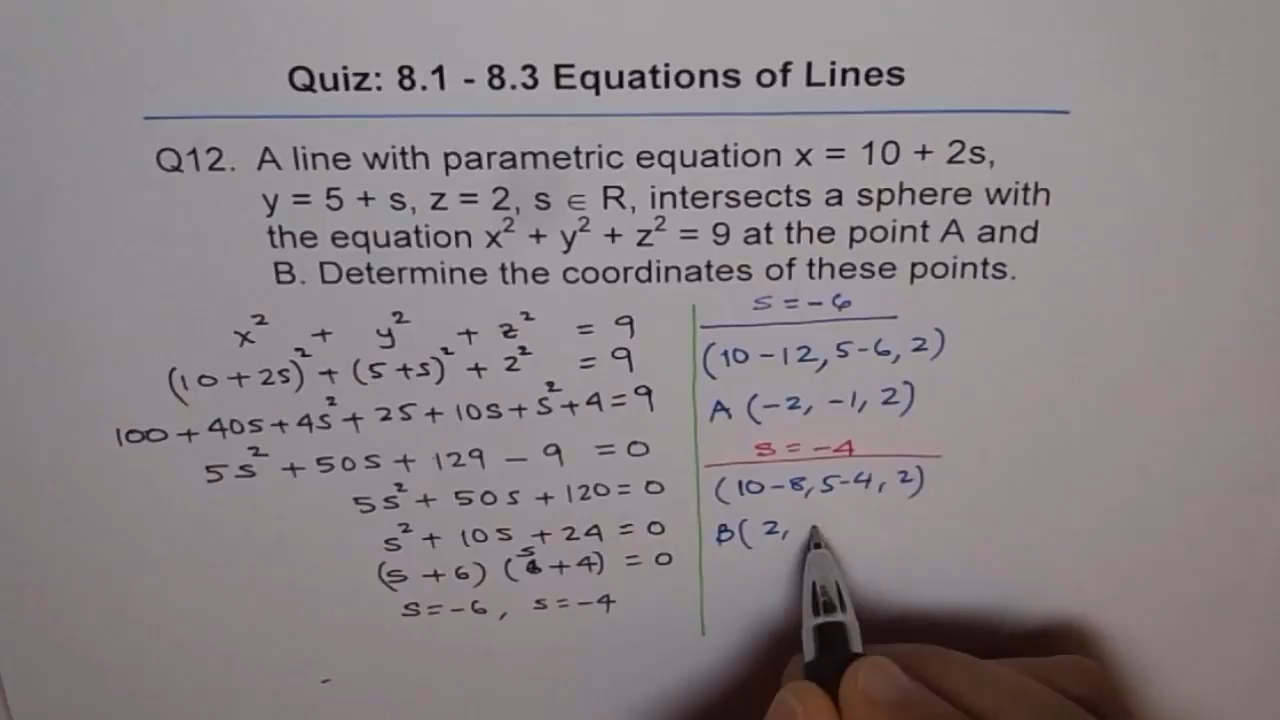 Quiz: 8.1 - 8.3 Equations of Lines
Q12. A line with parametric equation x = 10 + 2s,
y = 5 + s, z = 2, s ∈ R, intersects a sphere with
the equation x² + y² + z² = 9 at the point A and
B. Determine the coordinates of these points.
x² + y² + z² = 9
(10+2s)² + (5+s)² + 2² = 9
100 + 40s + 4s² + 25 + 10s + s² + 4 = 9
5s² + 50s + 129 - 9 = 0
5s² + 50s + 120 = 0
s² + 10s + 24 = 0
(s + 6) (s + 4) = 0
s = -6, s = -4
s = -6
(10 - 12, 5 - 6, 2)
A (-2, -1, 2)
s = -4
(10 - 8, 5 - 4, 2)
B( 2,